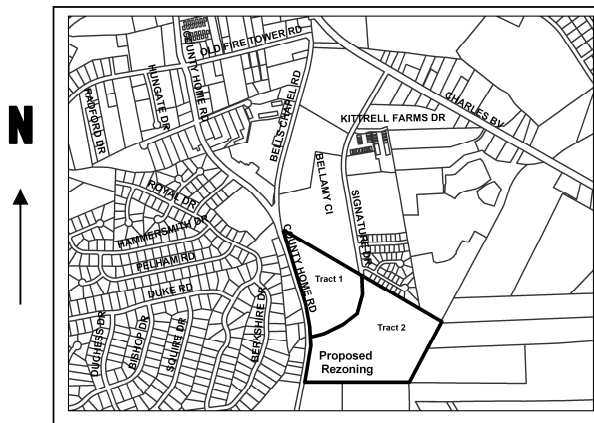 OLD FIRE TOWER RD
COUNTY HOME RD
HUNGATE DR
RADFORD DR
BELLS CHAPEL RD
CHARLES BV
KITTRELL FARMS DR
N
BELLAMY CI
SIGNATURE DR
ROYAL DR
HAMMERSMITH DR
PELHAM RD
DUKE RD
COUNTY HOME RD
Tract 1
Tract 2
DUCHESS DR
BISHOP DR
SQUIRE DR
BERKSHIRE DR
Proposed
Rezoning